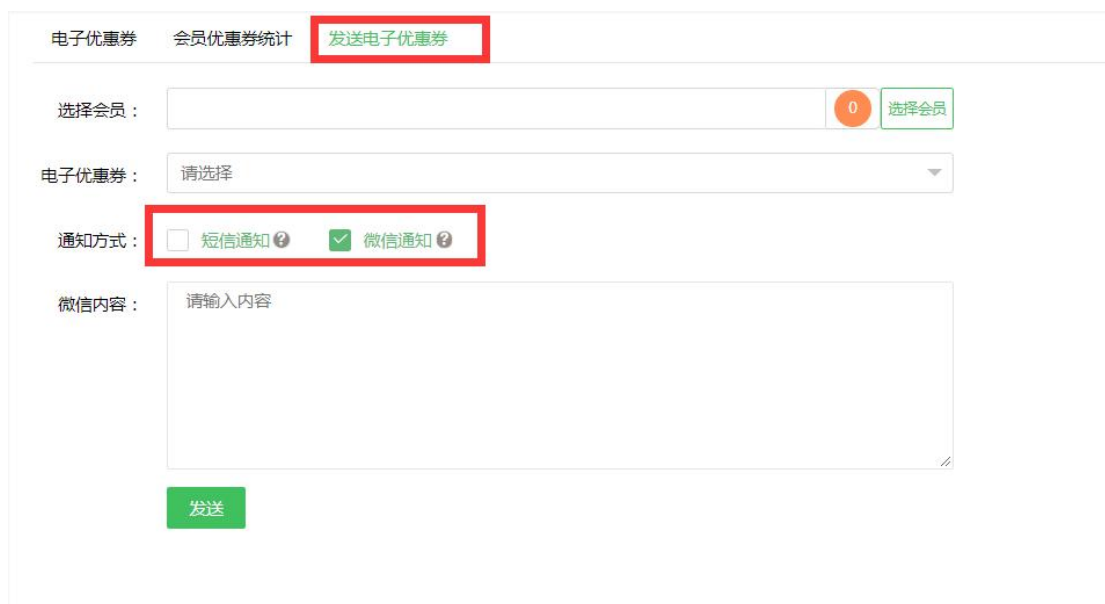 电子优惠券 会员优惠券统计 发送电子优惠券
选择会员： 0 选择会员
电子优惠券： 请选择
通知方式： 短信通知 ? 微信通知 ?
微信内容： 请输入内容
发送